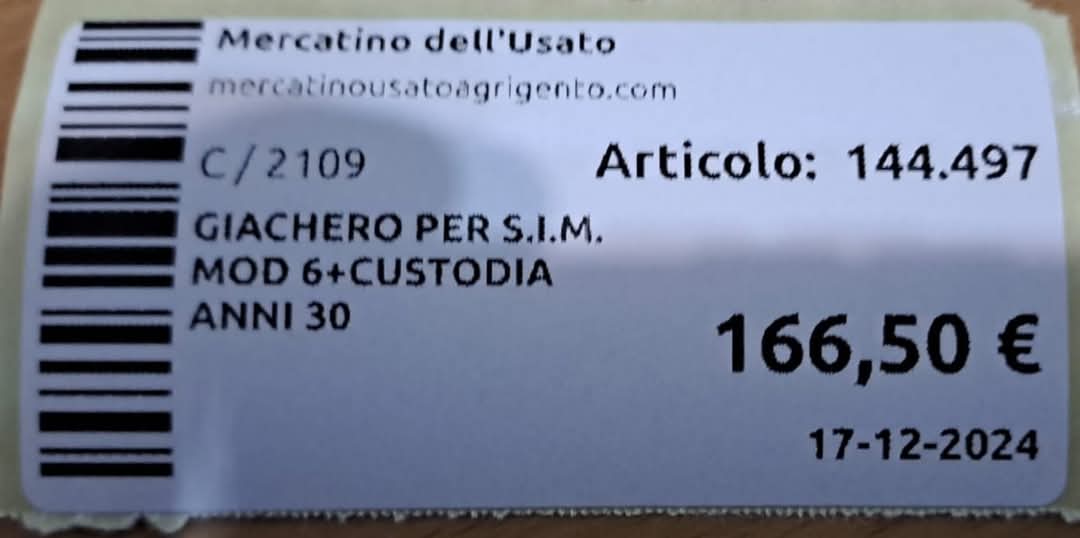 Mercatino dell'Usato
mercatinousatoagrigento.com
C/2109
Articolo: 144.497
GIACHERO PER S.I.M.
MOD 6+CUSTODIA
ANNI 30
166,50 €
17-12-2024